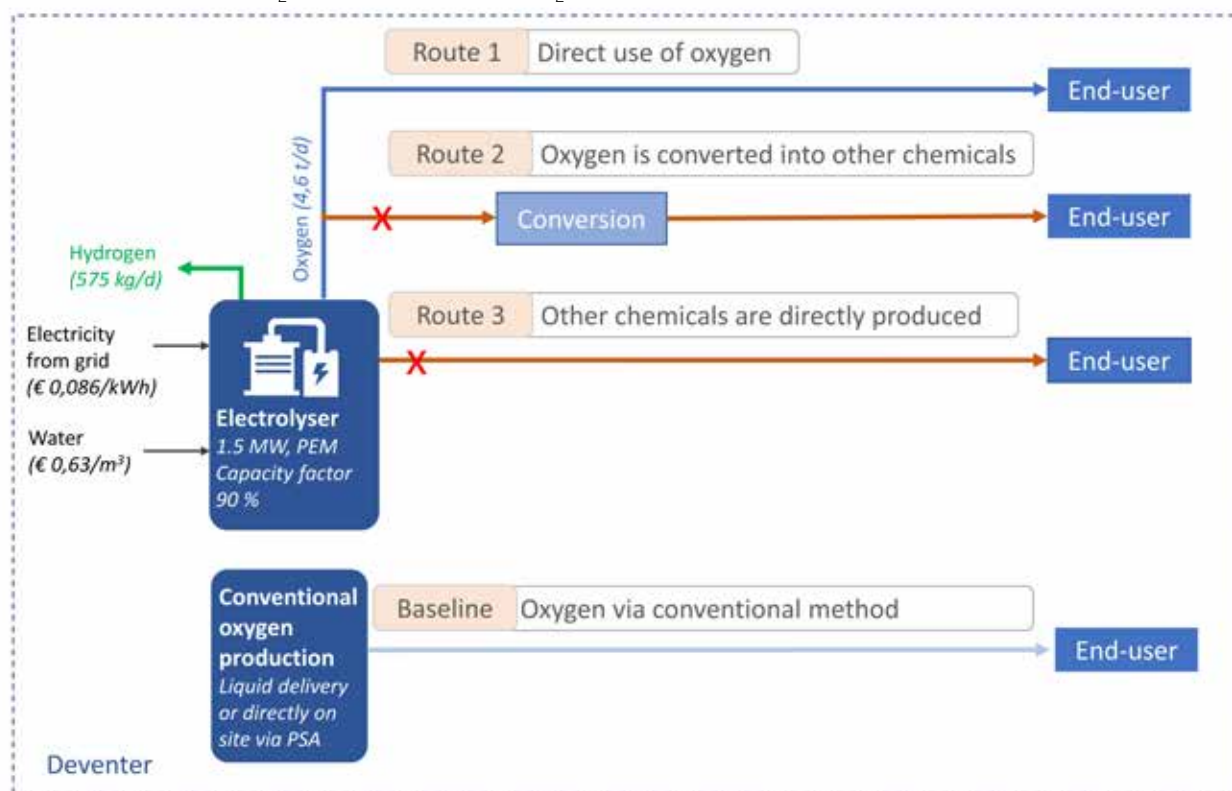 Route 1 Direct use of oxygen
End-user
Route 2 Oxygen is converted into other chemicals
Oxygen (4,6 t/d)
Conversion
End-user
Hydrogen
(575 kg/d)
Route 3 Other chemicals are directly produced
End-user
Electricity
from grid
(€ 0,086/kWh)
Water
(€ 0,63/m³)
Electrolyser
1.5 MW, PEM
Capacity factor
90 %
Conventional
oxygen
production
Liquid delivery
or directly on
site via PSA
Baseline Oxygen via conventional method
End-user
Deventer